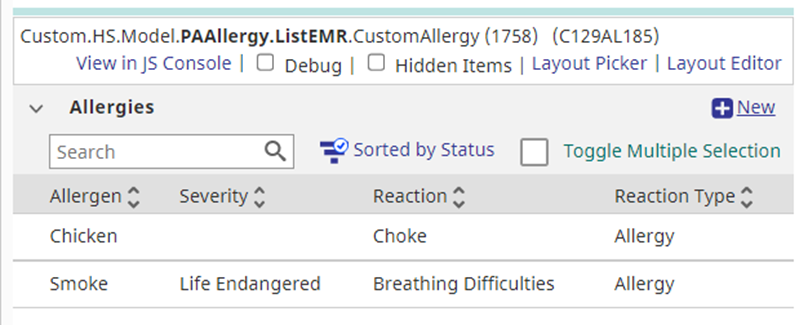 Custom.HS.Model.PAAllergy.ListEMR.CustomAllergy (1758) (C129AL185)
View in JS Console | Debug | Hidden Items | Layout Picker | Layout Editor
Allergies New
Search Sorted by Status Toggle Multiple Selection
Allergen Severity Reaction Reaction Type
Chicken Choke Allergy
Smoke Life Endangered Breathing Difficulties Allergy